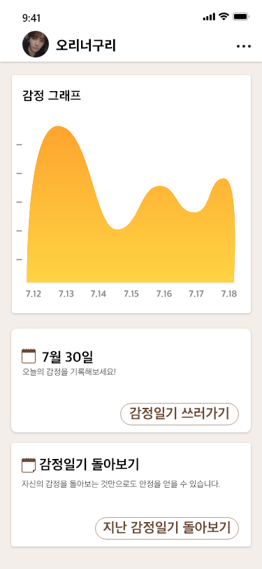 9:41
오리너구리
감정 그래프
7.12 7.13 7.14 7.15 7.16 7.17 7.18
7월 30일
오늘의 감정을 기록해보세요!
감정일기 쓰러가기
감정일기 돌아보기
자신의 감정을 돌아보는 것만으로도 안정을 얻을 수 있습니다.
지난 감정일기 돌아보기